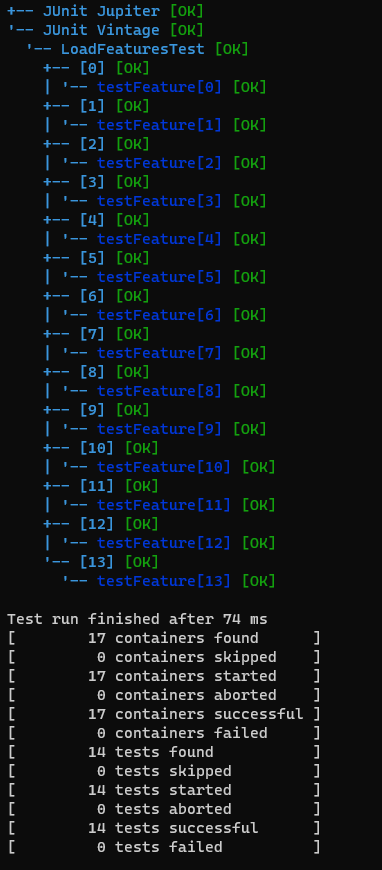 +-- JUnit Jupiter [OK]
'-- JUnit Vintage [OK]
  '-- LoadFeaturesTest [OK]
    +-- [0] [OK]
    | '-- testFeature[0] [OK]
    +-- [1] [OK]
    | '-- testFeature[1] [OK]
    +-- [2] [OK]
    | '-- testFeature[2] [OK]
    +-- [3] [OK]
    | '-- testFeature[3] [OK]
    +-- [4] [OK]
    | '-- testFeature[4] [OK]
    +-- [5] [OK]
    | '-- testFeature[5] [OK]
    +-- [6] [OK]
    | '-- testFeature[6] [OK]
    +-- [7] [OK]
    | '-- testFeature[7] [OK]
    +-- [8] [OK]
    | '-- testFeature[8] [OK]
    +-- [9] [OK]
    | '-- testFeature[9] [OK]
    +-- [10] [OK]
    | '-- testFeature[10] [OK]
    +-- [11] [OK]
    | '-- testFeature[11] [OK]
    +-- [12] [OK]
    | '-- testFeature[12] [OK]
    '-- [13] [OK]
      '-- testFeature[13] [OK]

Test run finished after 74 ms
[        17 containers found      ]
[         0 containers skipped    ]
[        17 containers started    ]
[         0 containers aborted    ]
[        17 containers successful ]
[         0 containers failed     ]
[        14 tests found           ]
[         0 tests skipped         ]
[        14 tests started         ]
[         0 tests aborted         ]
[        14 tests successful      ]
[         0 tests failed          ]